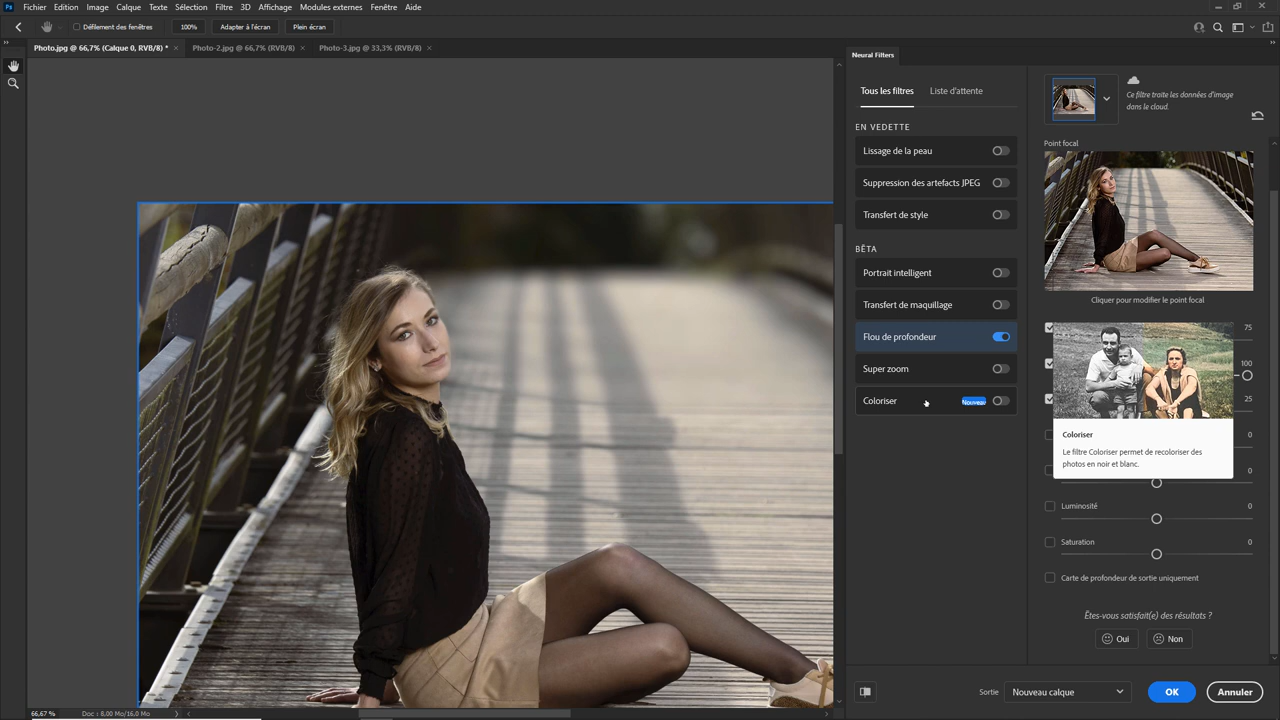 Ps Fichier Edition Image Calque Texte Sélection Filtre 3D Affichage Modules externes Fenêtre Aide
Défilement des fenêtres 100% Adapter à l'écran Plein écran
Photo.jpg @ 66,7% (Calque 0, RVB/8) * × Photo-2.jpg @ 66,7% (RVB/8) × Photo-3.jpg @ 33,3% (RVB/8) ×
Neural Filters
Tous les filtres Liste d'attente
EN VEDETTE
Lissage de la peau
Suppression des artefacts JPEG
Transfert de style
BÊTA
Portrait intelligent
Transfert de maquillage
Flou de profondeur
Super zoom
Coloriser Nouveau
Ce filtre traite les données d'image
dans le cloud.
Point focal
Cliquer pour modifier le point focal
75
100
25
0
0
Coloriser
Le filtre Coloriser permet de recoloriser des
photos en noir et blanc.
Luminosité 0
Saturation 0
Carte de profondeur de sortie uniquement
Êtes-vous satisfait(e) des résultats ?
Oui Non
Sortie Nouveau calque OK Annuler
66,67 % Doc : 8,00 Mo/16,0 Mo